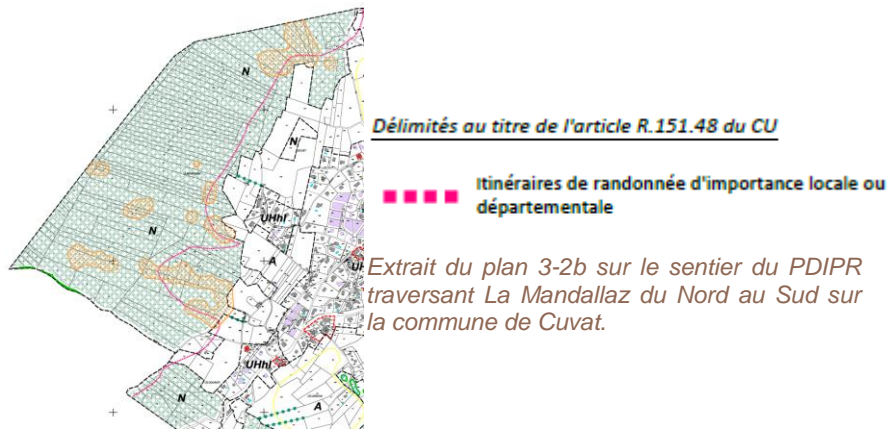 N
N
UHhl
N
A
UHhl
N
A
Délimités au titre de l'article R.151.48 du CU
Itinéraires de randonnée d'importance locale ou
départementale
Extrait du plan 3-2b sur le sentier du PDIPR
traversant La Mandallaz du Nord au Sud sur
la commune de Cuvat.